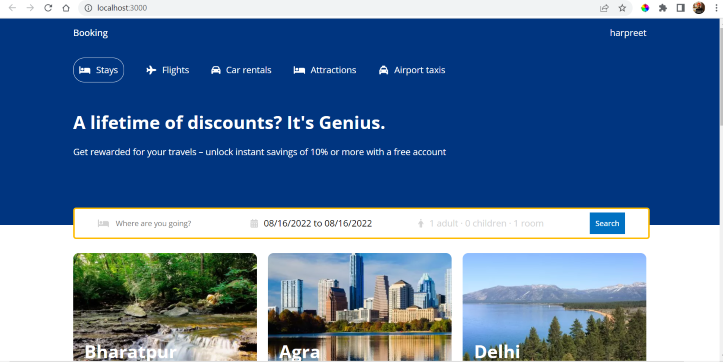 localhost:3000
Booking
harpreet
Stays
Flights
Car rentals
Attractions
Airport taxis
A lifetime of discounts? It's Genius.
Get rewarded for your travels – unlock instant savings of 10% or more with a free account
Where are you going?
08/16/2022 to 08/16/2022
1 adult · 0 children · 1 room
Search
Bharatpur
Agra
Delhi